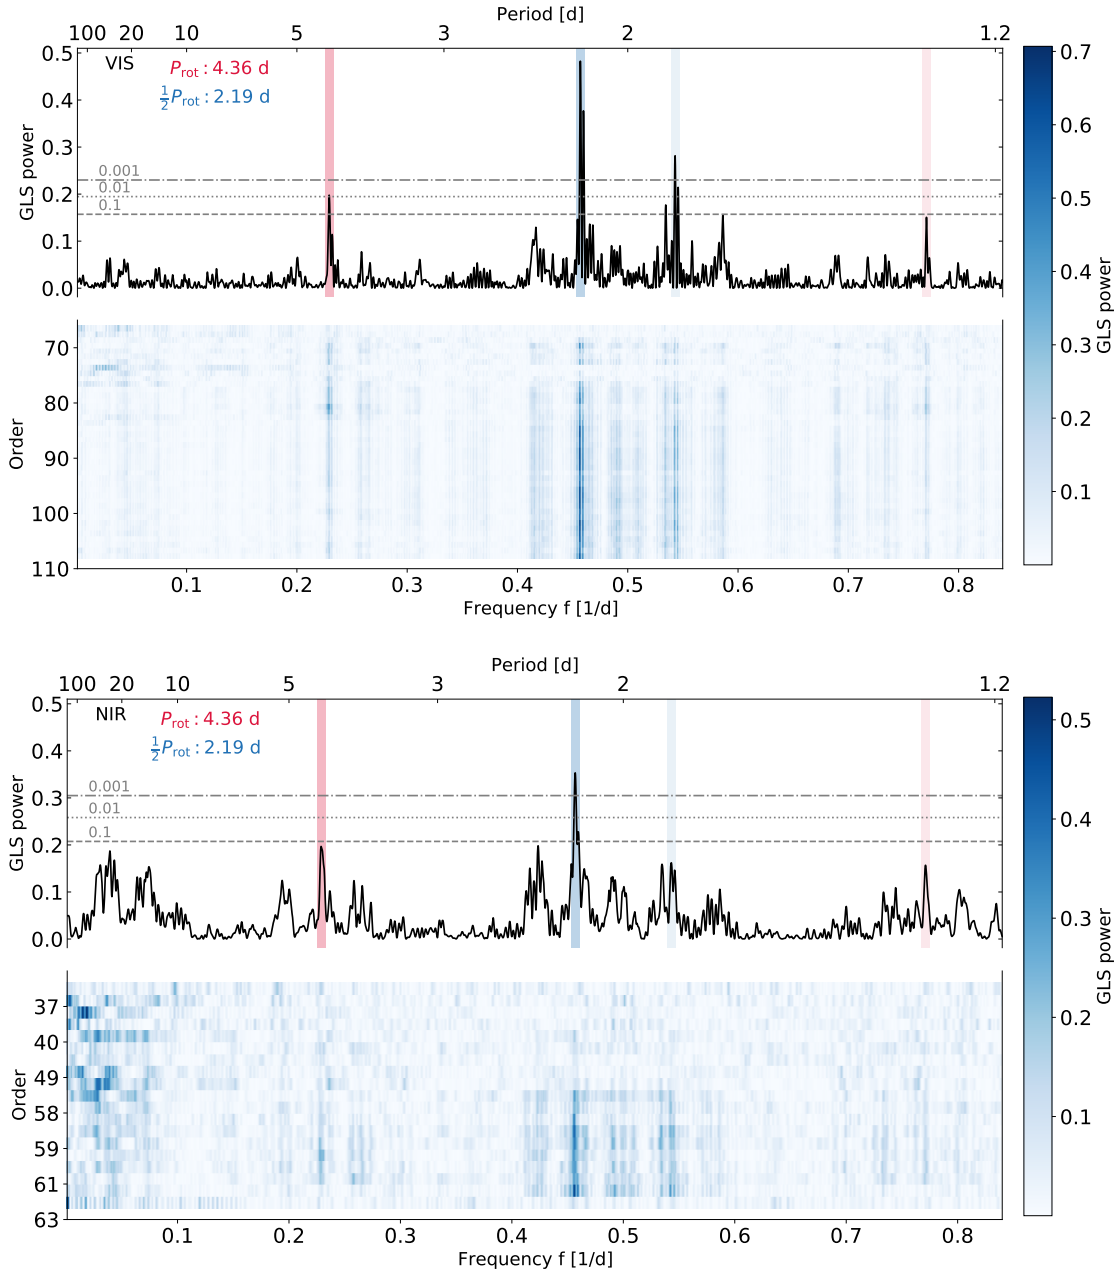 Period [d]
100 20 10 4 3 2 1.2
VIS
P_rot : 4.36 d
½P_rot : 2.19 d
0.5
0.4
0.3
0.2
0.1
0.0
GLS power
0.001
0.01
0.1
0.7
0.6
0.5
0.4
0.3
0.2
0.1
GLS power
70
80
90
100
110
Order
0.1 0.2 0.3 0.4 0.5 0.6 0.7 0.8
Frequency f [1/d]
Period [d]
100 20 10 4 3 2 1.2
NIR
P_rot : 4.36 d
½P_rot : 2.19 d
0.5
0.4
0.3
0.2
0.1
0.0
GLS power
0.001
0.01
0.1
0.5
0.4
0.3
0.2
0.1
GLS power
37
40
49
58
59
61
63
Order
0.1 0.2 0.3 0.4 0.5 0.6 0.7 0.8
Frequency f [1/d]